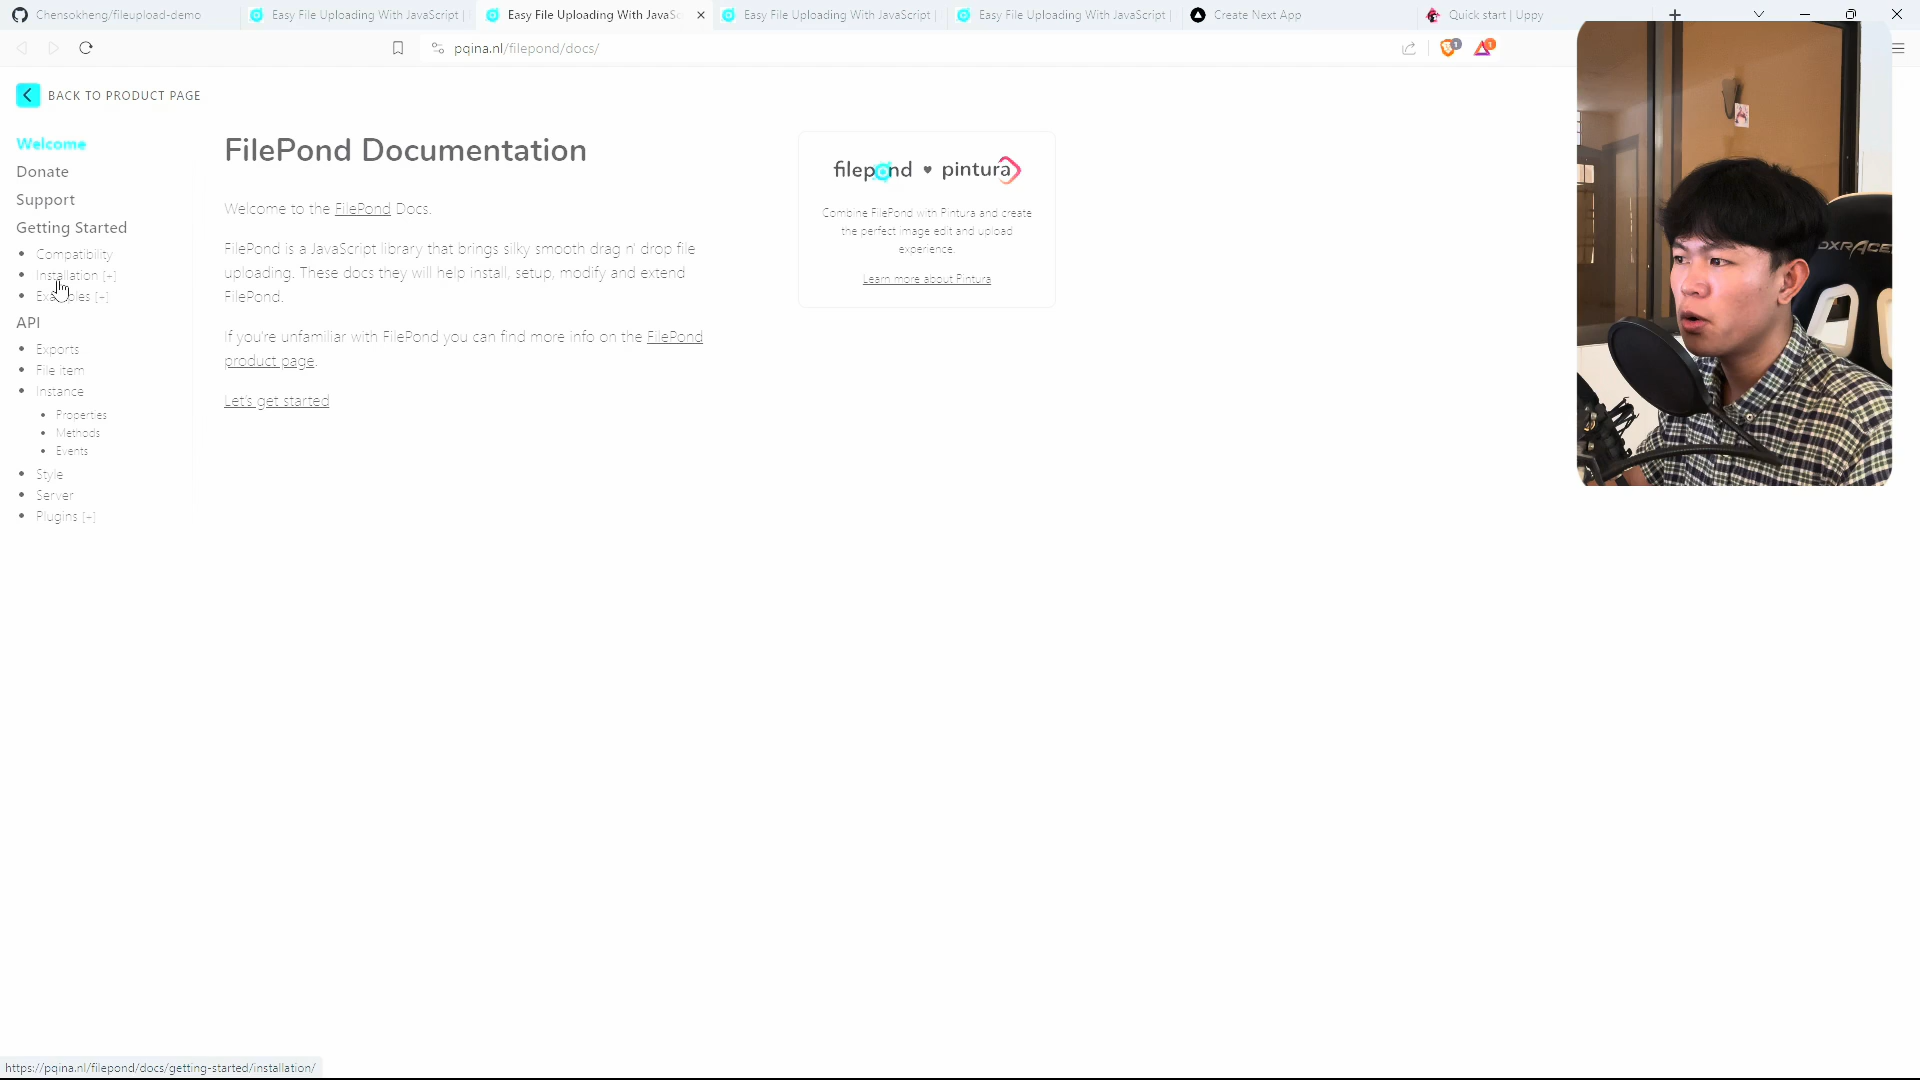 Chensokheng/fileupload-demo
Easy File Uploading With JavaScript |
Easy File Uploading With JavaSc
Easy File Uploading With JavaScript |
Easy File Uploading With JavaScript |
Create Next App
Quick start | Uppy
pqina.nl/filepond/docs/
1
1
BACK TO PRODUCT PAGE
Welcome
Donate
Support
Getting Started
Compatibility
Installation [+]
Examples [+]
API
Exports
File item
Instance
Properties
Methods
Events
Style
Server
Plugins [+]
FilePond Documentation
Welcome to the FilePond Docs.
FilePond is a JavaScript library that brings silky smooth drag n' drop file
uploading. These docs they will help install, setup, modify and extend
FilePond.
If you're unfamiliar with FilePond you can find more info on the FilePond
product page.
Let's get started
filepond ♥ pintura
Combine FilePond with Pintura and create
the perfect image edit and upload
experience.
Learn more about Pintura
DXRACE
https://pqina.nl/filepond/docs/getting-started/installation/